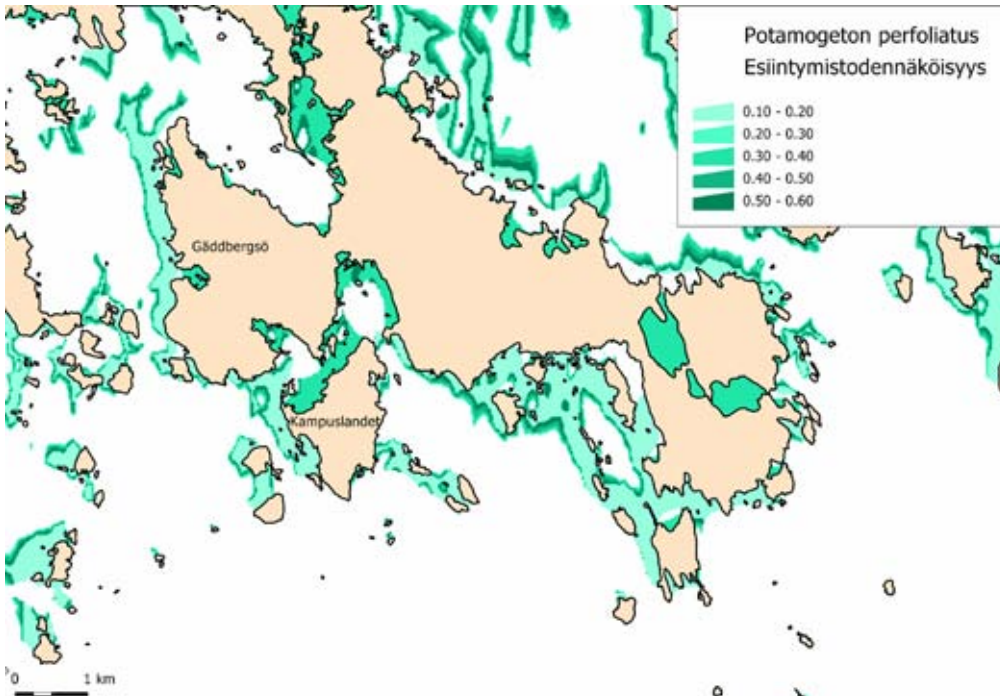 Potamogeton perfoliatus
Esiintymistodennäköisyys
0.10 - 0.20
0.20 - 0.30
0.30 - 0.40
0.40 - 0.50
0.50 - 0.60
Gäddbergsö
Kampuslandet
0 1 km